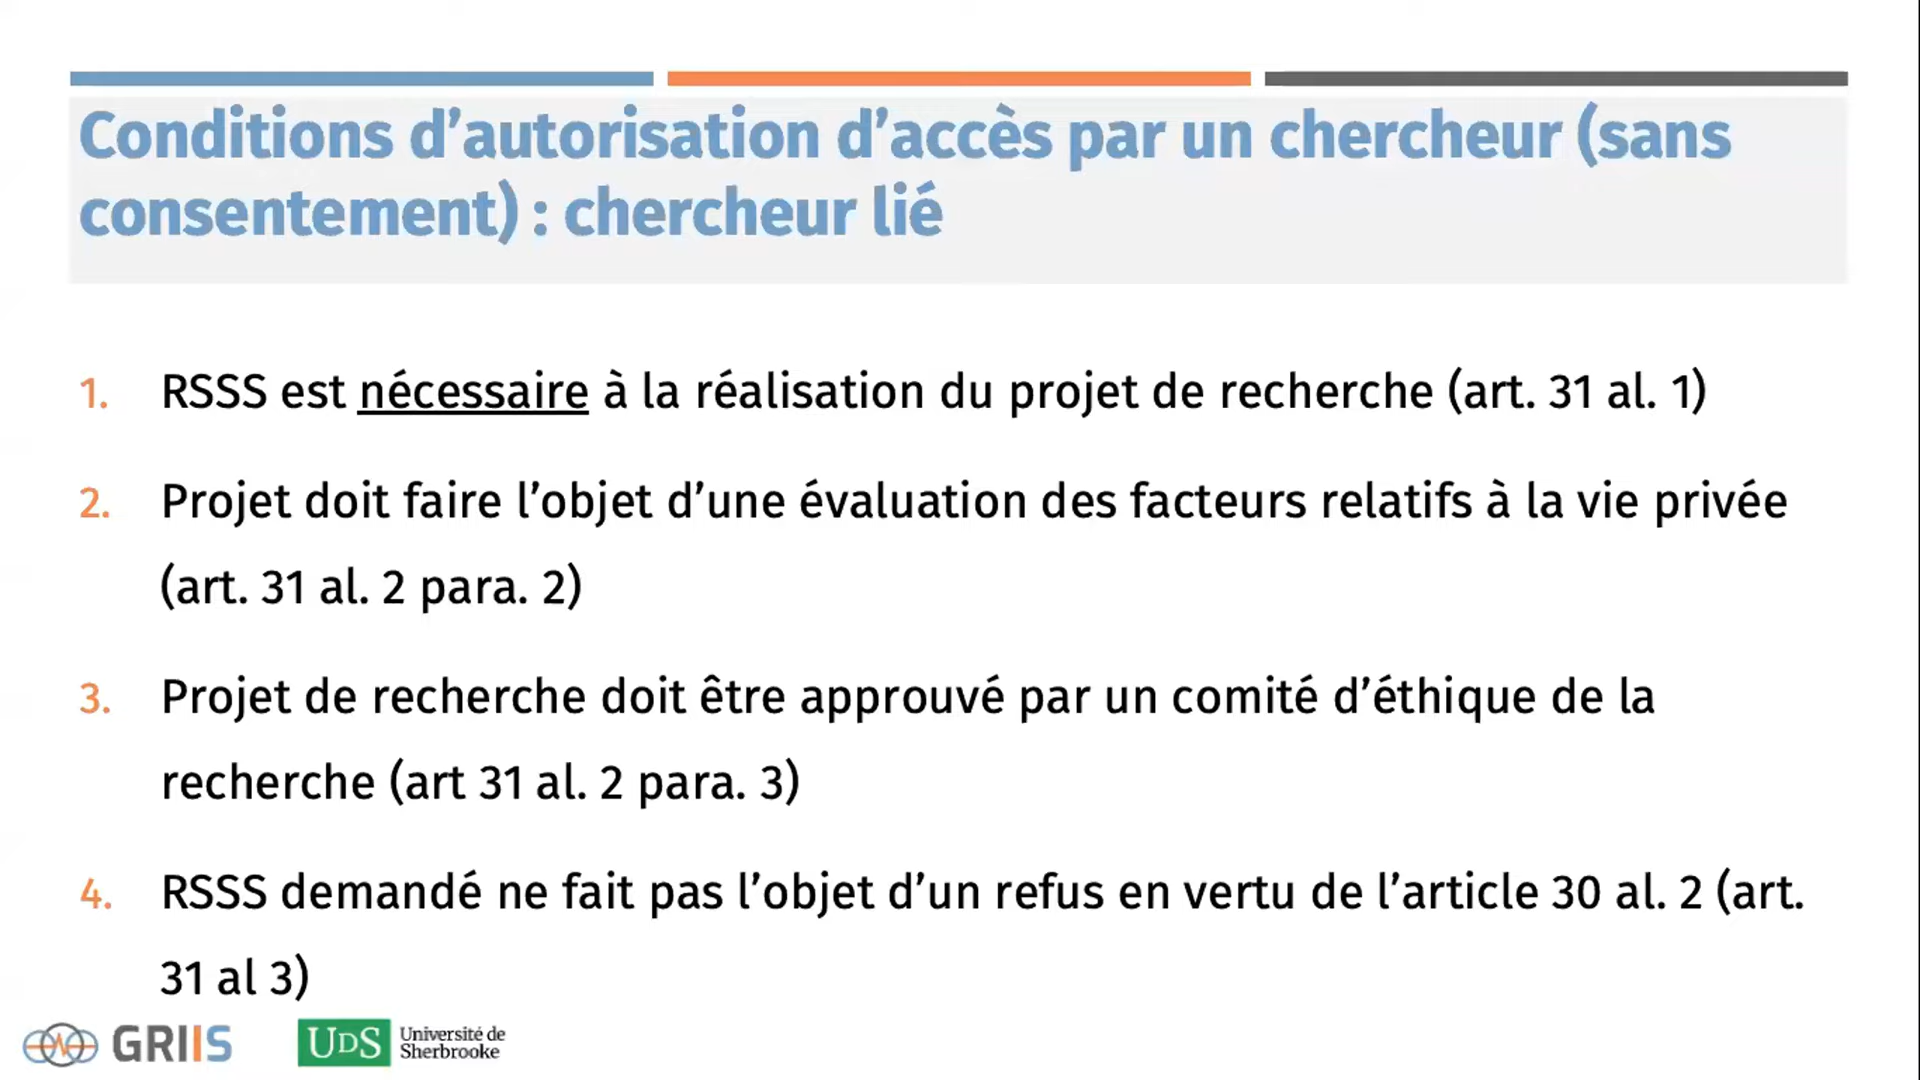 Conditions d’autorisation d’accès par un chercheur (sans
consentement) : chercheur lié
1. RSSS est nécessaire à la réalisation du projet de recherche (art. 31 al. 1)
2. Projet doit faire l’objet d’une évaluation des facteurs relatifs à la vie privée
(art. 31 al. 2 para. 2)
3. Projet de recherche doit être approuvé par un comité d’éthique de la
recherche (art 31 al. 2 para. 3)
4. RSSS demandé ne fait pas l’objet d’un refus en vertu de l’article 30 al. 2 (art.
31 al 3)
GRIIS
UDS Université de
Sherbrooke